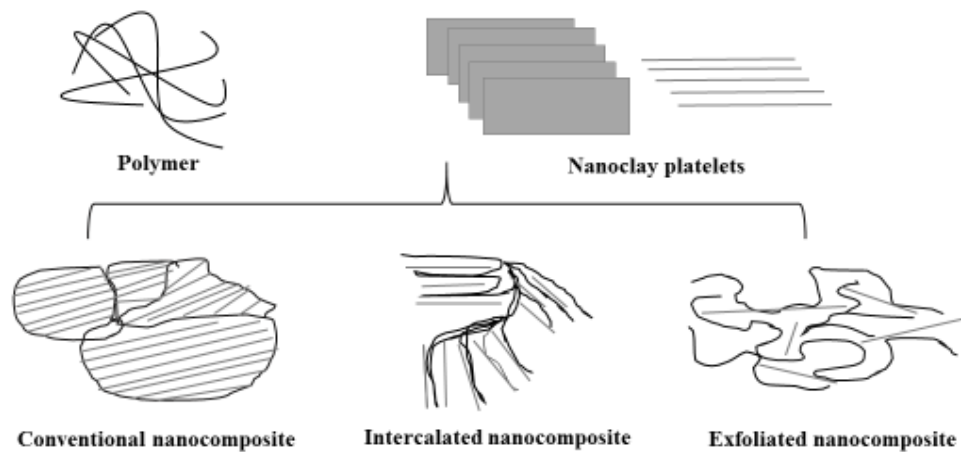 Polymer
Nanoclay platelets
Conventional nanocomposite
Intercalated nanocomposite
Exfoliated nanocomposite